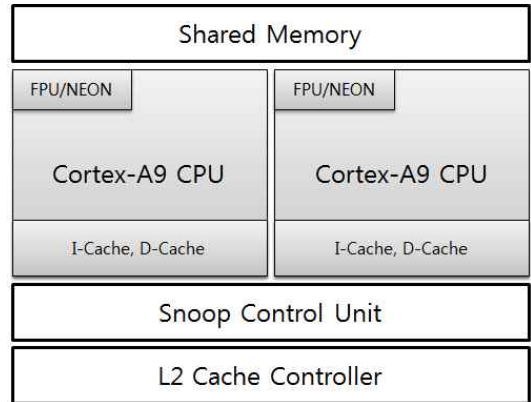 Shared Memory
FPU/NEON
Cortex-A9 CPU
I-Cache, D-Cache
FPU/NEON
Cortex-A9 CPU
I-Cache, D-Cache
Snoop Control Unit
L2 Cache Controller